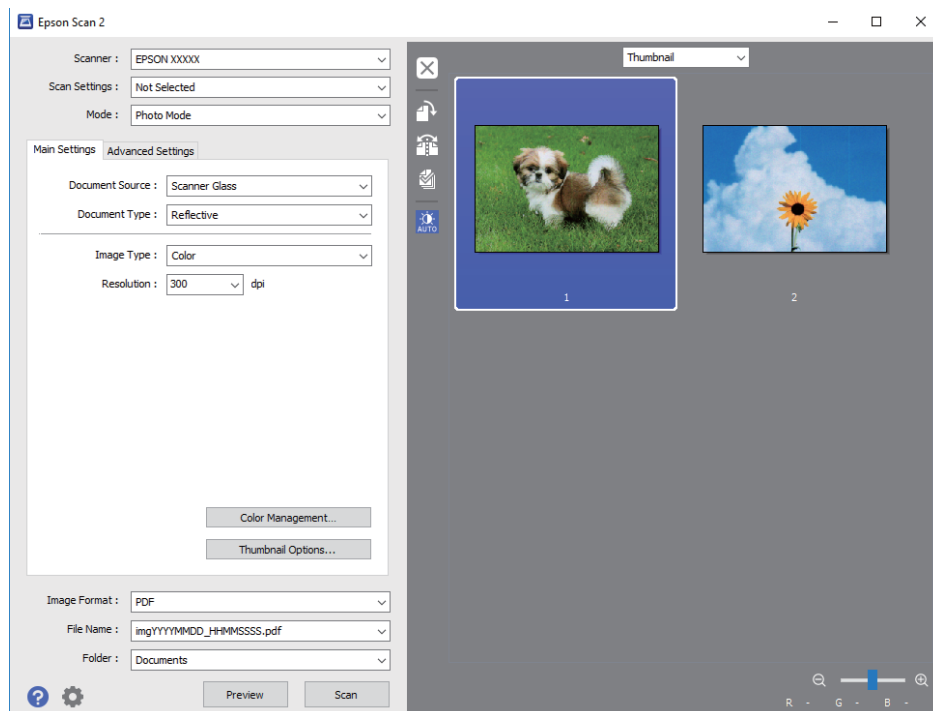 Epson Scan 2
Scanner : EPSON XXXXX
Scan Settings : Not Selected
Mode : Photo Mode
Main Settings Advanced Settings
Document Source : Scanner Glass
Document Type : Reflective
Image Type : Color
Resolution : 300 dpi
Color Management...
Thumbnail Options...
Image Format : PDF
File Name : imgYYYYMMDD_HHMMSSSS.pdf
Folder : Documents
? Preview Scan
Thumbnail
AUTO
1 2
R - G - B -